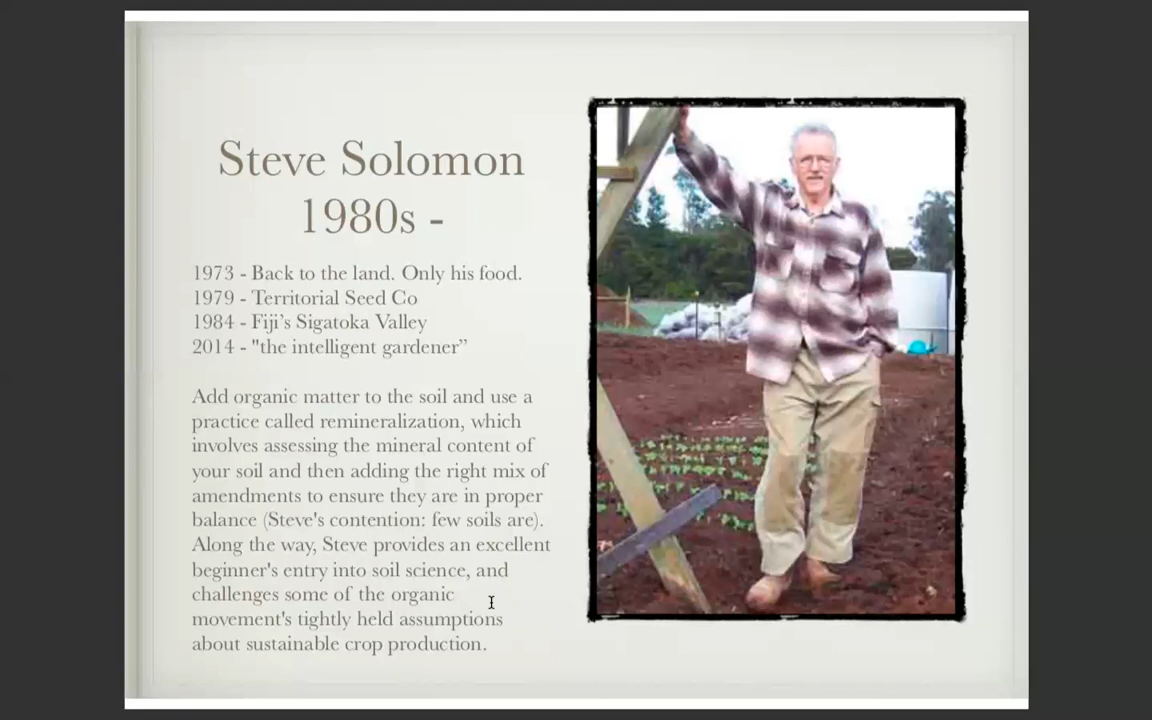 Steve Solomon
1980s -
1973 - Back to the land. Only his food.
1979 - Territorial Seed Co
1984 - Fiji’s Sigatoka Valley
2014 - "the intelligent gardener”
Add organic matter to the soil and use a
practice called remineralization, which
involves assessing the mineral content of
your soil and then adding the right mix of
amendments to ensure they are in proper
balance (Steve's contention: few soils are).
Along the way, Steve provides an excellent
beginner's entry into soil science, and
challenges some of the organic
movement's tightly held assumptions
about sustainable crop production.